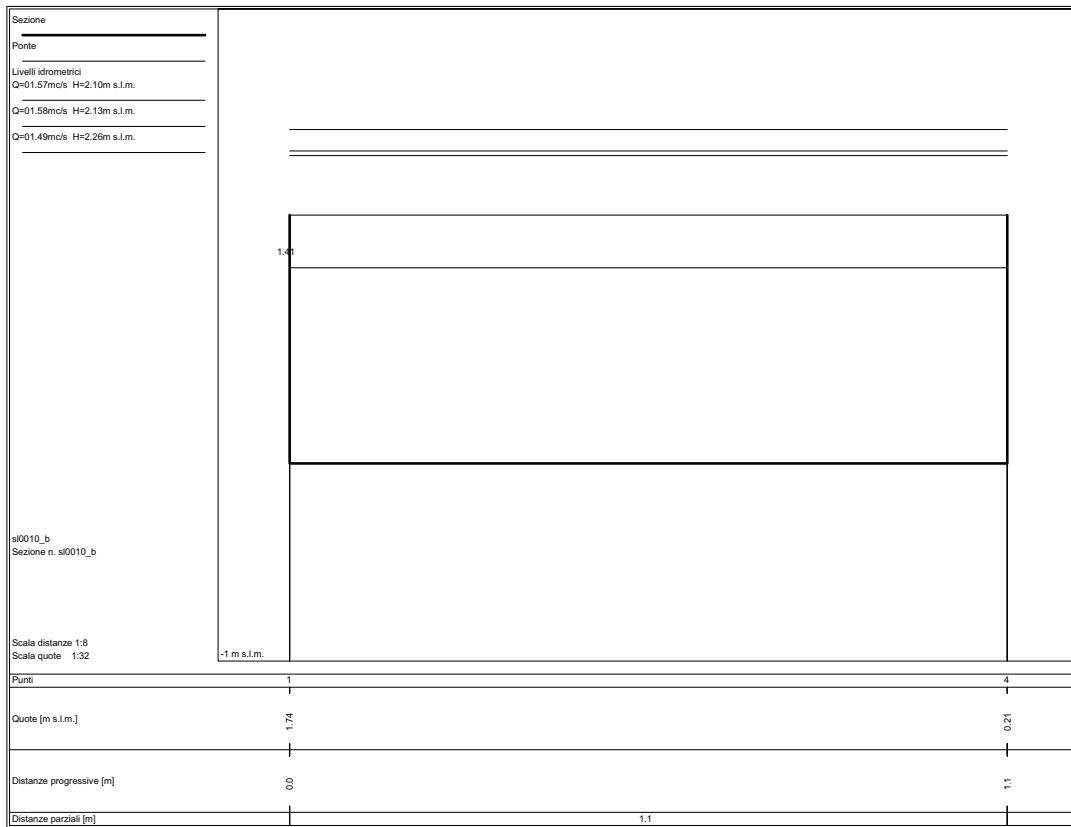 Sezione
Ponte
Livelli idrometrici
Q=01.57mc/s H=2.10m s.l.m.
Q=01.58mc/s H=2.13m s.l.m.
Q=01.49mc/s H=2.26m s.l.m.
1.41
sl0010_b
Sezione n. sl0010_b
Scala distanze 1:8
Scala quote 1:32
-1 m s.l.m.
Punti 1 4
Quote [m s.l.m.] 1.74 0.21
Distanze progressive [m] 0.0 1.1
Distanze parziali [m] 1.1